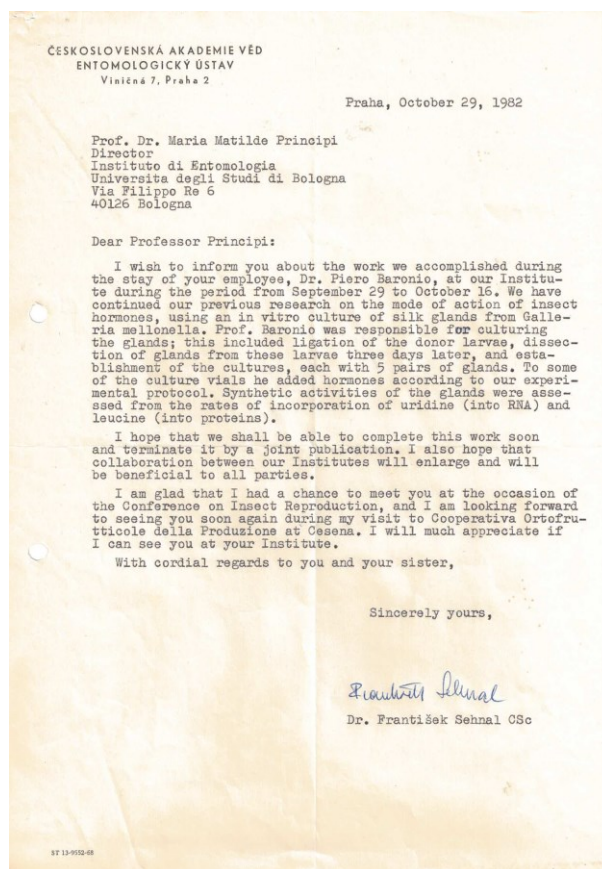 ČESKOSLOVENSKÁ AKADEMIE VĚD
ENTOMOLOGICKÝ ÚSTAV
Viničná 7, Praha 2
Praha, October 29, 1982
Prof. Dr. Maria Matilde Principi
Director
Instituto di Entomologia
Universita degli Studi di Bologna
Via Filippo Re 6
40126 Bologna
Dear Professor Principi:
I wish to inform you about the work we accomplished during
the stay of your employee, Dr. Piero Baronio, at our Institu-
te during the period from September 29 to October 16. We have
continued our previous research on the mode of action of insect
hormones, using an in vitro culture of silk glands from Galle-
ria mellonella. Prof. Baronio was responsible for culturing
the glands; this included ligation of the donor larvae, dissec-
tion of glands from these larvae three days later, and esta-
blishment of the cultures, each with 5 pairs of glands. To some
of the culture vials he added hormones according to our experi-
mental protocol. Synthetic activities of the glands were asse-
ssed from the rates of incorporation of uridine (into RNA) and
leucine (into proteins).
I hope that we shall be able to complete this work soon
and terminate it by a joint publication. I also hope that
collaboration between our Institutes will enlarge and will
be beneficial to all parties.
I am glad that I had a chance to meet you at the occasion of
the Conference on Insect Reproduction, and I am looking forward
to seeing you soon again during my visit to Cooperativa Ortofru-
tticole della Produzione at Cesena. I will much appreciate if
I can see you at your Institute.
With cordial regards to you and your sister,
Sincerely yours,
František Sehnal
Dr. František Sehnal CSc
ST 13-9552-68